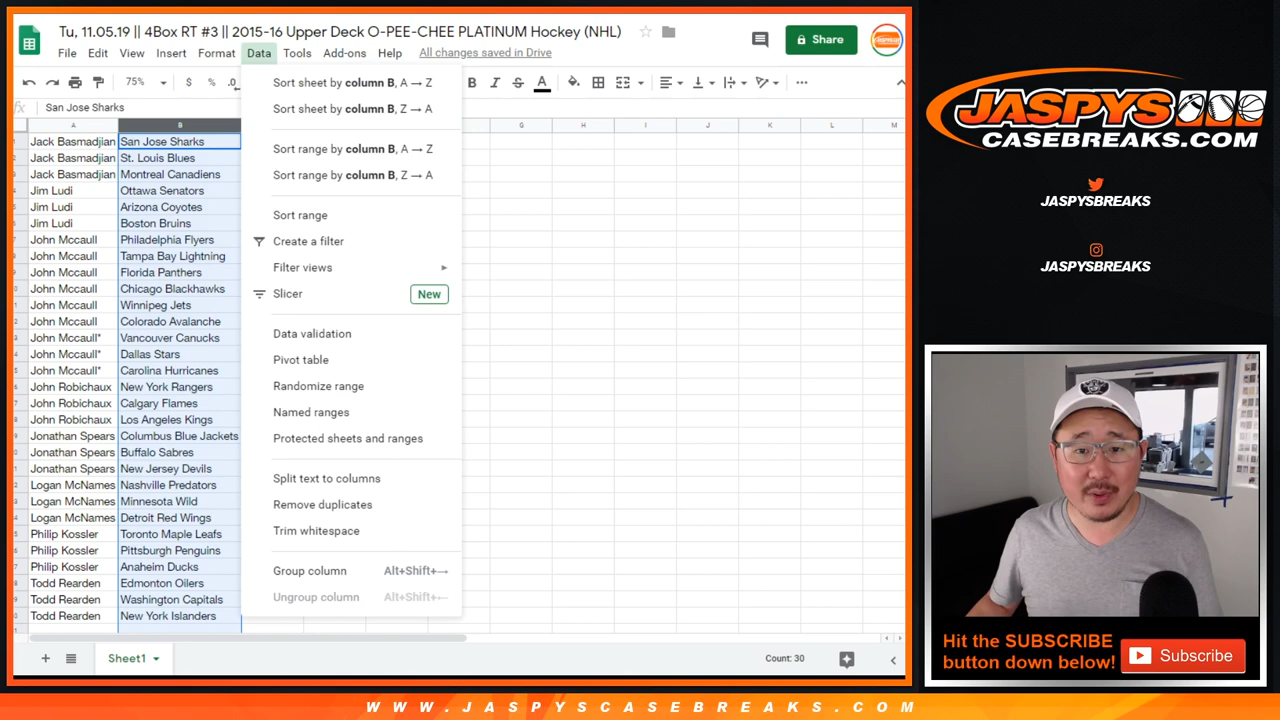 Tu, 11.05.19 || 4Box RT #3 || 2015-16 Upper Deck O-PEE-CHEE PLATINUM Hockey (NHL)
File Edit View Insert Format Data Tools Add-ons Help All changes saved in Drive
Share
75% $ % .0 B I S A
fx San Jose Sharks
A B G H I J K L M
Jack Basmadjian San Jose Sharks
Jack Basmadjian St. Louis Blues
Jack Basmadjian Montreal Canadiens
Jim Ludi Ottawa Senators
Jim Ludi Arizona Coyotes
Jim Ludi Boston Bruins
John Mccaull Philadelphia Flyers
John Mccaull Tampa Bay Lightning
John Mccaull Florida Panthers
John Mccaull Chicago Blackhawks
John Mccaull Winnipeg Jets
John Mccaull Colorado Avalanche
John Mccaull* Vancouver Canucks
John Mccaull* Dallas Stars
John Mccaull* Carolina Hurricanes
John Robichaux New York Rangers
John Robichaux Calgary Flames
John Robichaux Los Angeles Kings
Jonathan Spears Columbus Blue Jackets
Jonathan Spears Buffalo Sabres
Jonathan Spears New Jersey Devils
Logan McNames Nashville Predators
Logan McNames Minnesota Wild
Logan McNames Detroit Red Wings
Philip Kossler Toronto Maple Leafs
Philip Kossler Pittsburgh Penguins
Philip Kossler Anaheim Ducks
Todd Rearden Edmonton Oilers
Todd Rearden Washington Capitals
Todd Rearden New York Islanders
Sort sheet by column B, A → Z
Sort sheet by column B, Z → A
Sort range by column B, A → Z
Sort range by column B, Z → A
Sort range
Create a filter
Filter views
Slicer New
Data validation
Pivot table
Randomize range
Named ranges
Protected sheets and ranges
Split text to columns
Remove duplicates
Trim whitespace
Group column Alt+Shift+→
Ungroup column Alt+Shift+←
Sheet1
Count: 30
JASPYS
CASEBREAKS.COM
JASPYSBREAKS
JASPYSBREAKS
Hit the SUBSCRIBE
button down below!
Subscribe
WWW.JASPYSCASEBREAKS.COM